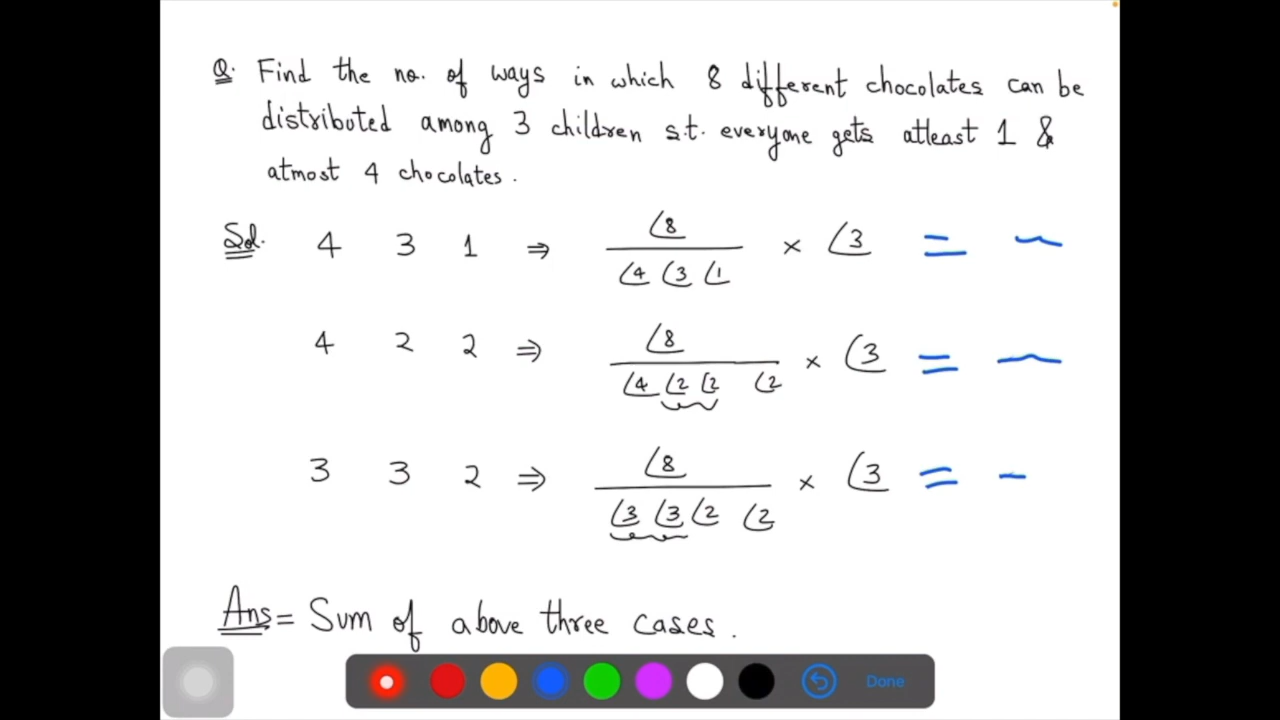 Q. Find the no. of ways in which 8 different chocolates can be
distributed among 3 children s.t. everyone gets atleast 1 &
atmost 4 chocolates.
Sol. 4 3 1 ⇒ ∠8 / ∠4 ∠3 ∠1 × ∠3 =
4 2 2 ⇒ ∠8 / ∠4 ∠2 ∠2 ∠2 × ∠3 =
3 3 2 ⇒ ∠8 / ∠3 ∠3 ∠2 ∠2 × ∠3 =
Ans = Sum of above three cases.
Done